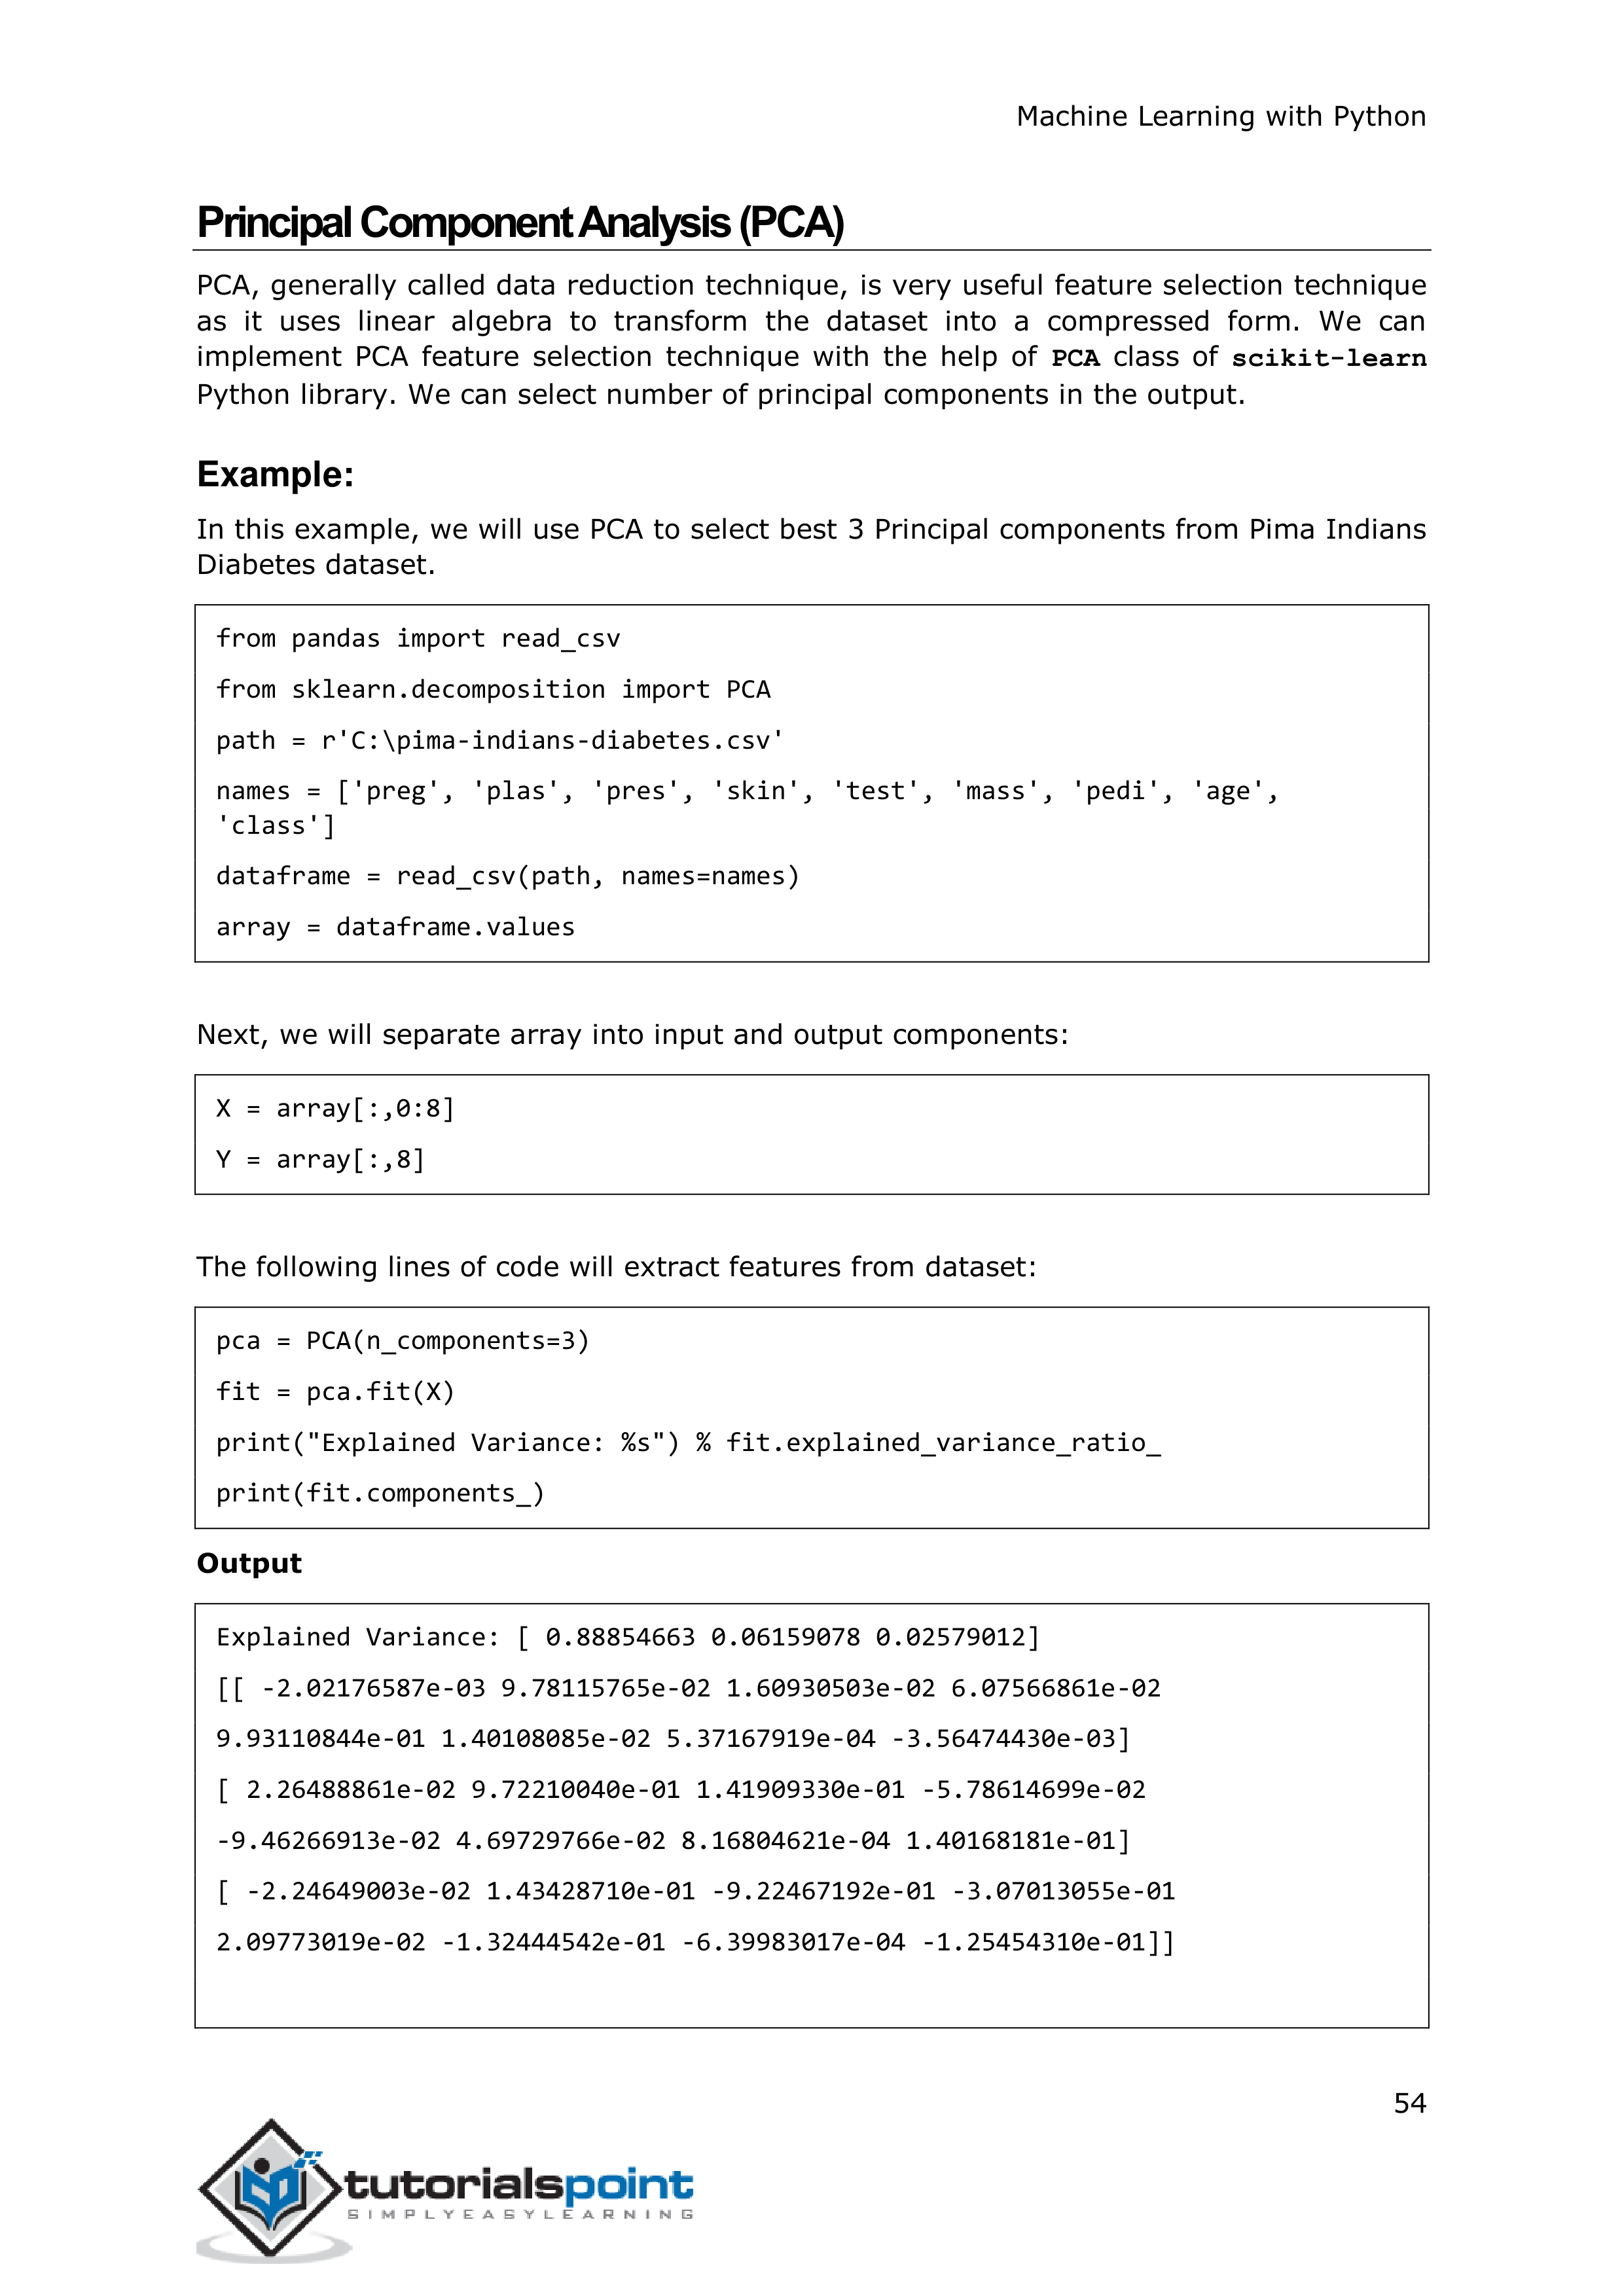 Machine Learning with Python
Principal Component Analysis (PCA)
PCA, generally called data reduction technique, is very useful feature selection technique
as it uses linear algebra to transform the dataset into a compressed form. We can
implement PCA feature selection technique with the help of PCA class of scikit-learn
Python library. We can select number of principal components in the output.
Example:
In this example, we will use PCA to select best 3 Principal components from Pima Indians
Diabetes dataset.
from pandas import read_csv
from sklearn.decomposition import PCA
path = r'C:\pima-indians-diabetes.csv'
names = ['preg', 'plas', 'pres', 'skin', 'test', 'mass', 'pedi', 'age',
'class']
dataframe = read_csv(path, names=names)
array = dataframe.values
Next, we will separate array into input and output components:
X = array[:,0:8]
Y = array[:,8]
The following lines of code will extract features from dataset:
pca = PCA(n_components=3)
fit = pca.fit(X)
print("Explained Variance: %s") % fit.explained_variance_ratio_
print(fit.components_)
Output
Explained Variance: [ 0.88854663 0.06159078 0.02579012]
[[ -2.02176587e-03 9.78115765e-02 1.60930503e-02 6.07566861e-02
9.93110844e-01 1.40108085e-02 5.37167919e-04 -3.56474430e-03]
[ 2.26488861e-02 9.72210040e-01 1.41909330e-01 -5.78614699e-02
-9.46266913e-02 4.69729766e-02 8.16804621e-04 1.40168181e-01]
[ -2.24649003e-02 1.43428710e-01 -9.22467192e-01 -3.07013055e-01
2.09773019e-02 -1.32444542e-01 -6.39983017e-04 -1.25454310e-01]]
54
tutorialspoint
SIMPLYEASYLEARNING